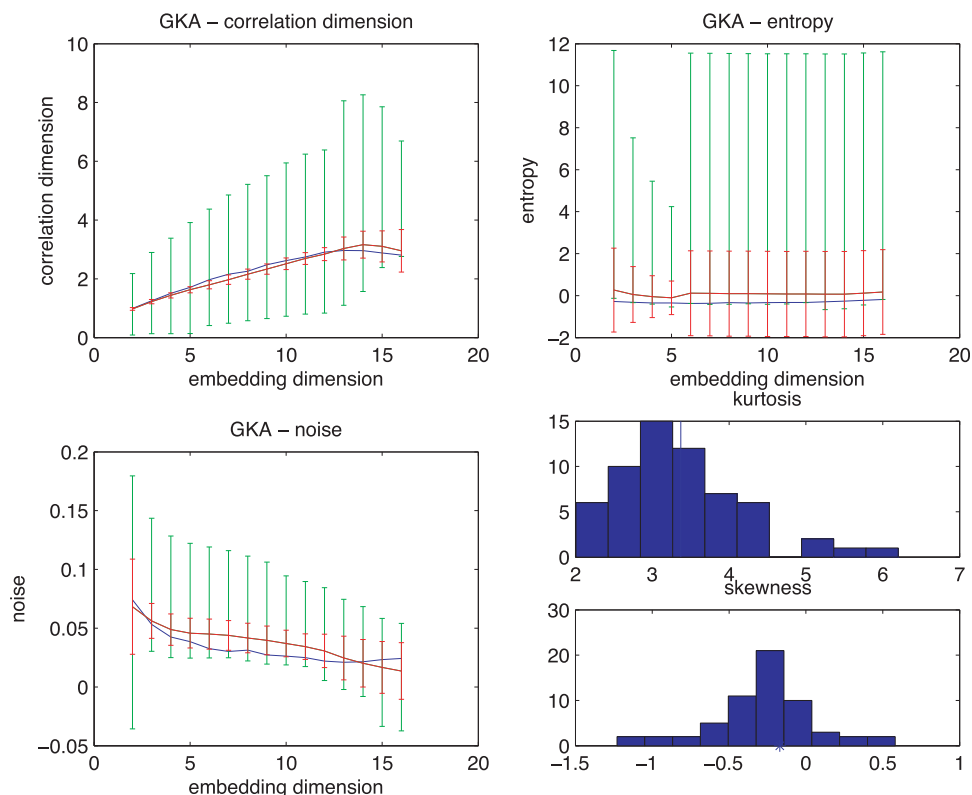 GKA – correlation dimension
10
8
6
4
2
0
correlation dimension
0 5 10 15 20
embedding dimension
GKA – entropy
12
10
8
6
4
2
0
−2
entropy
0 5 10 15 20
embedding dimension
GKA – noise
0.2
0.15
0.1
0.05
0
−0.05
noise
0 5 10 15 20
embedding dimension
kurtosis
15
10
5
0
2 3 4 5 6 7
skewness
30
20
10
0
−1.5 −1 −0.5 0 0.5 1